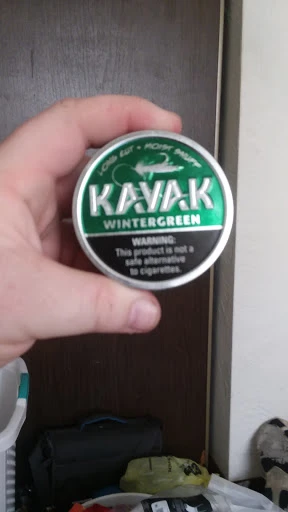 LONG CUT • MOIST SNUFF
KAYAK
WINTERGREEN
WARNING:
This product is not a
safe alternative
to cigarettes.